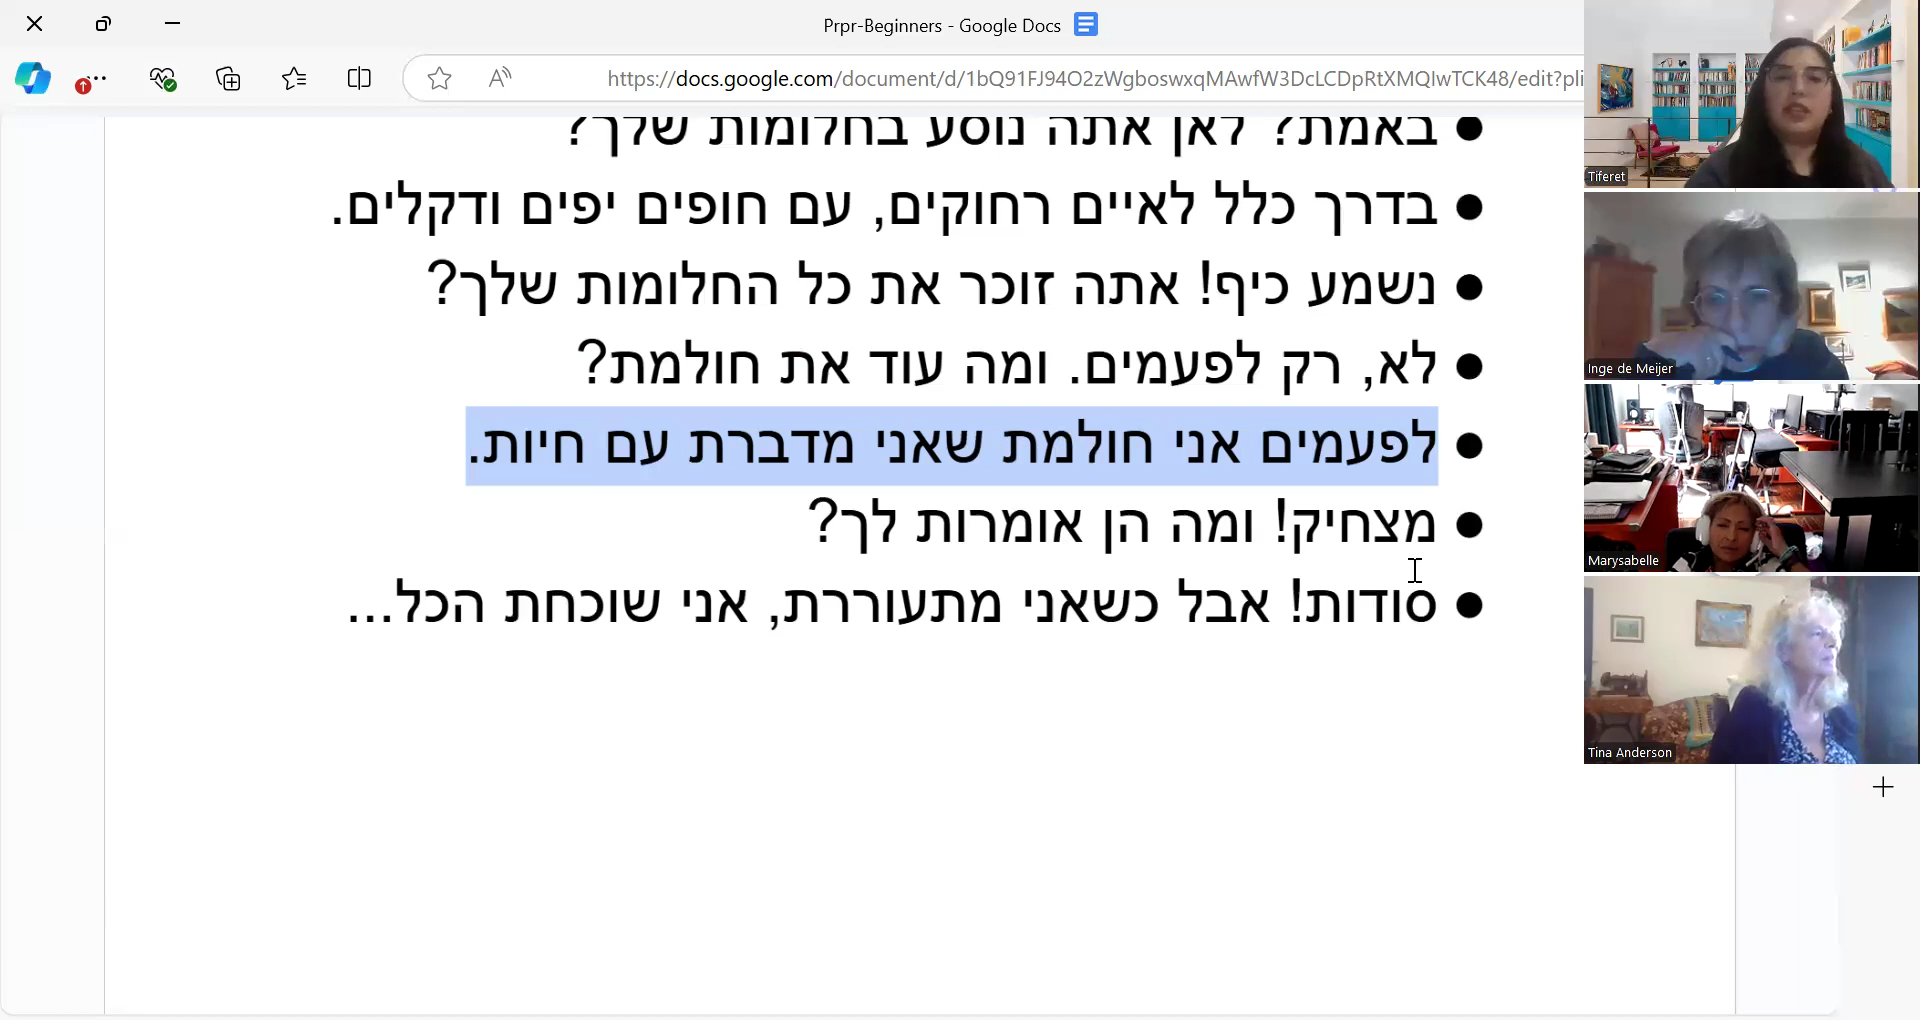 Prpr-Beginners - Google Docs
https://docs.google.com/document/d/1bQ91FJ94O2zWgboswxqMAwfW3DcLCDpRtXMQIwTCK48/edit?pli
באמת? לאן אתה נוסע בחלומות שלך?
בדרך כלל לאיים רחוקים, עם חופים יפים ודקלים.
נשמע כיף! אתה זוכר את כל החלומות שלך?
לא, רק לפעמים. ומה עוד את חולמת?
לפעמים אני חולמת שאני מדברת עם חיות.
מצחיק! ומה הן אומרות לך?
סודות! אבל כשאני מתעוררת, אני שוכחת הכל...
Tiferet
Inge de Meijer
Marysabelle
Tina Anderson